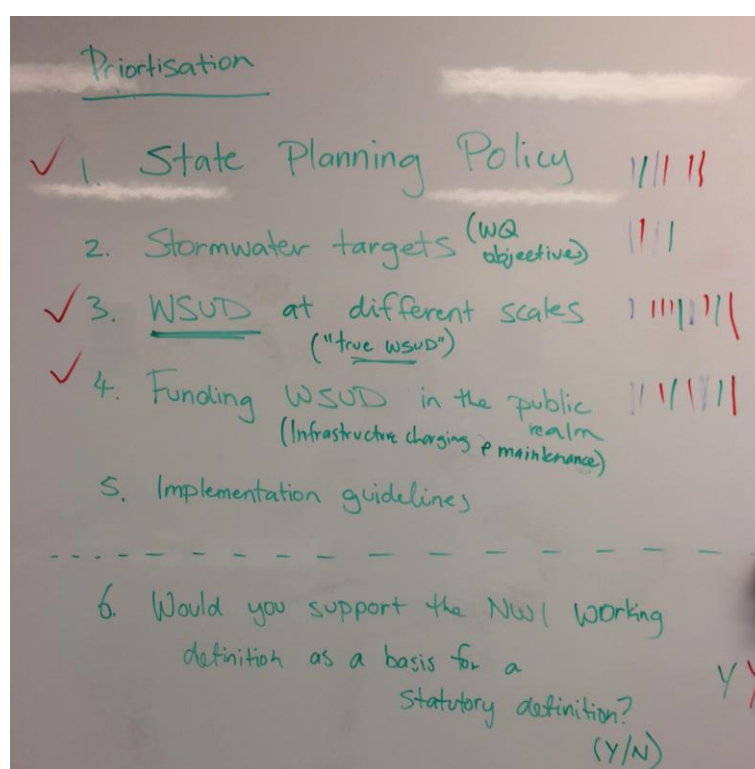 Priortisation
1. State Planning Policy
2. Stormwater targets (WQ
objectives)
3. WSUD at different scales
("true WSUD")
4. Funding WSUD in the public
realm
(Infrastructure charging & maintenance)
5. Implementation guidelines
6. Would you support the NWI working
definition as a basis for a
Statutory definition?
(Y/N)
Y Y